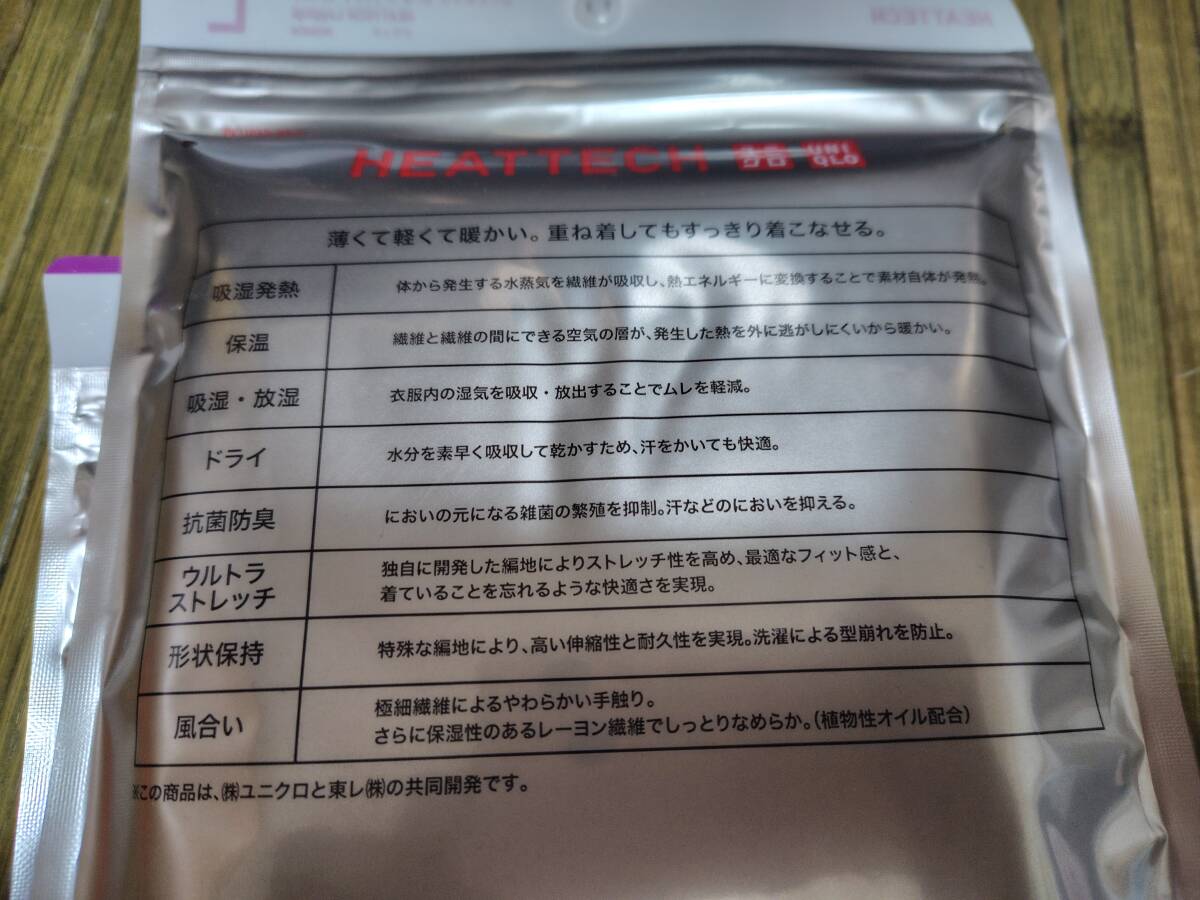 HEATTECH
HEATTECH ユニクロ UNIQLO
薄くて軽くて暖かい。重ね着してもすっきり着こなせる。
吸湿発熱 体から発生する水蒸気を繊維が吸収し、熱エネルギーに変換することで素材自体が発熱。
保温 繊維と繊維の間にできる空気の層が、発生した熱を外に逃がしにくいから暖かい。
吸湿・放湿 衣服内の湿気を吸収・放出することでムレを軽減。
ドライ 水分を素早く吸収して乾かすため、汗をかいても快適。
抗菌防臭 においの元になる雑菌の繁殖を抑制。汗などのにおいを抑える。
ウルトラ
ストレッチ
独自に開発した編地によりストレッチ性を高め、最適なフィット感と、
着ていることを忘れるような快適さを実現。
形状保持 特殊な編地により、高い伸縮性と耐久性を実現。洗濯による型崩れを防止。
風合い
極細繊維によるやわらかい手触り。
さらに保湿性のあるレーヨン繊維でしっとりなめらか。(植物性オイル配合)
※この商品は、㈱ユニクロと東レ㈱の共同開発です。